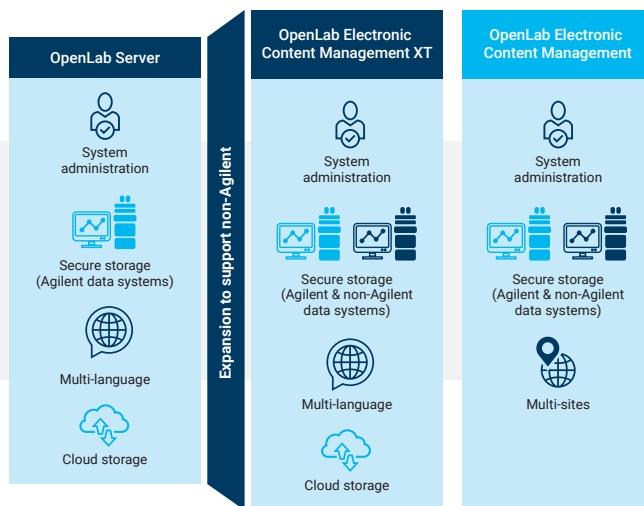 OpenLab Server
System
administration
Secure storage
(Agilent data systems)
Multi-language
Cloud storage
Expansion to support non-Agilent
OpenLab Electronic
Content Management XT
System
administration
Secure storage
(Agilent & non-Agilent
data systems)
Multi-language
Cloud storage
OpenLab Electronic
Content Management
System
administration
Secure storage
(Agilent & non-Agilent
data systems)
Multi-sites